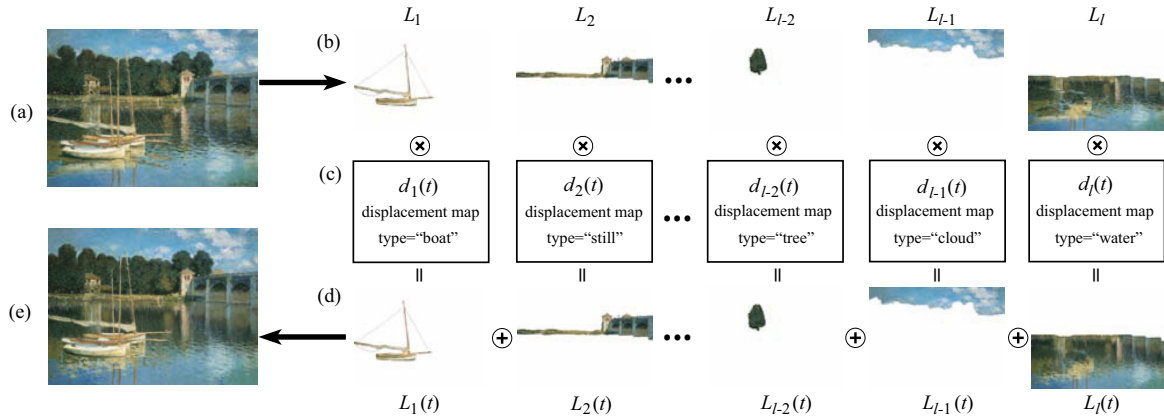 L1 L2 Ll-2 Ll-1 Ll
(b)
(a)
(c)
d1(t) d2(t) dl-2(t) dl-1(t) dl(t)
displacement map displacement map displacement map displacement map displacement map
type=“boat” type=“still” type=“tree” type=“cloud” type=“water”
(d)
(e)
L1(t) L2(t) Ll-2(t) Ll-1(t) Ll(t)